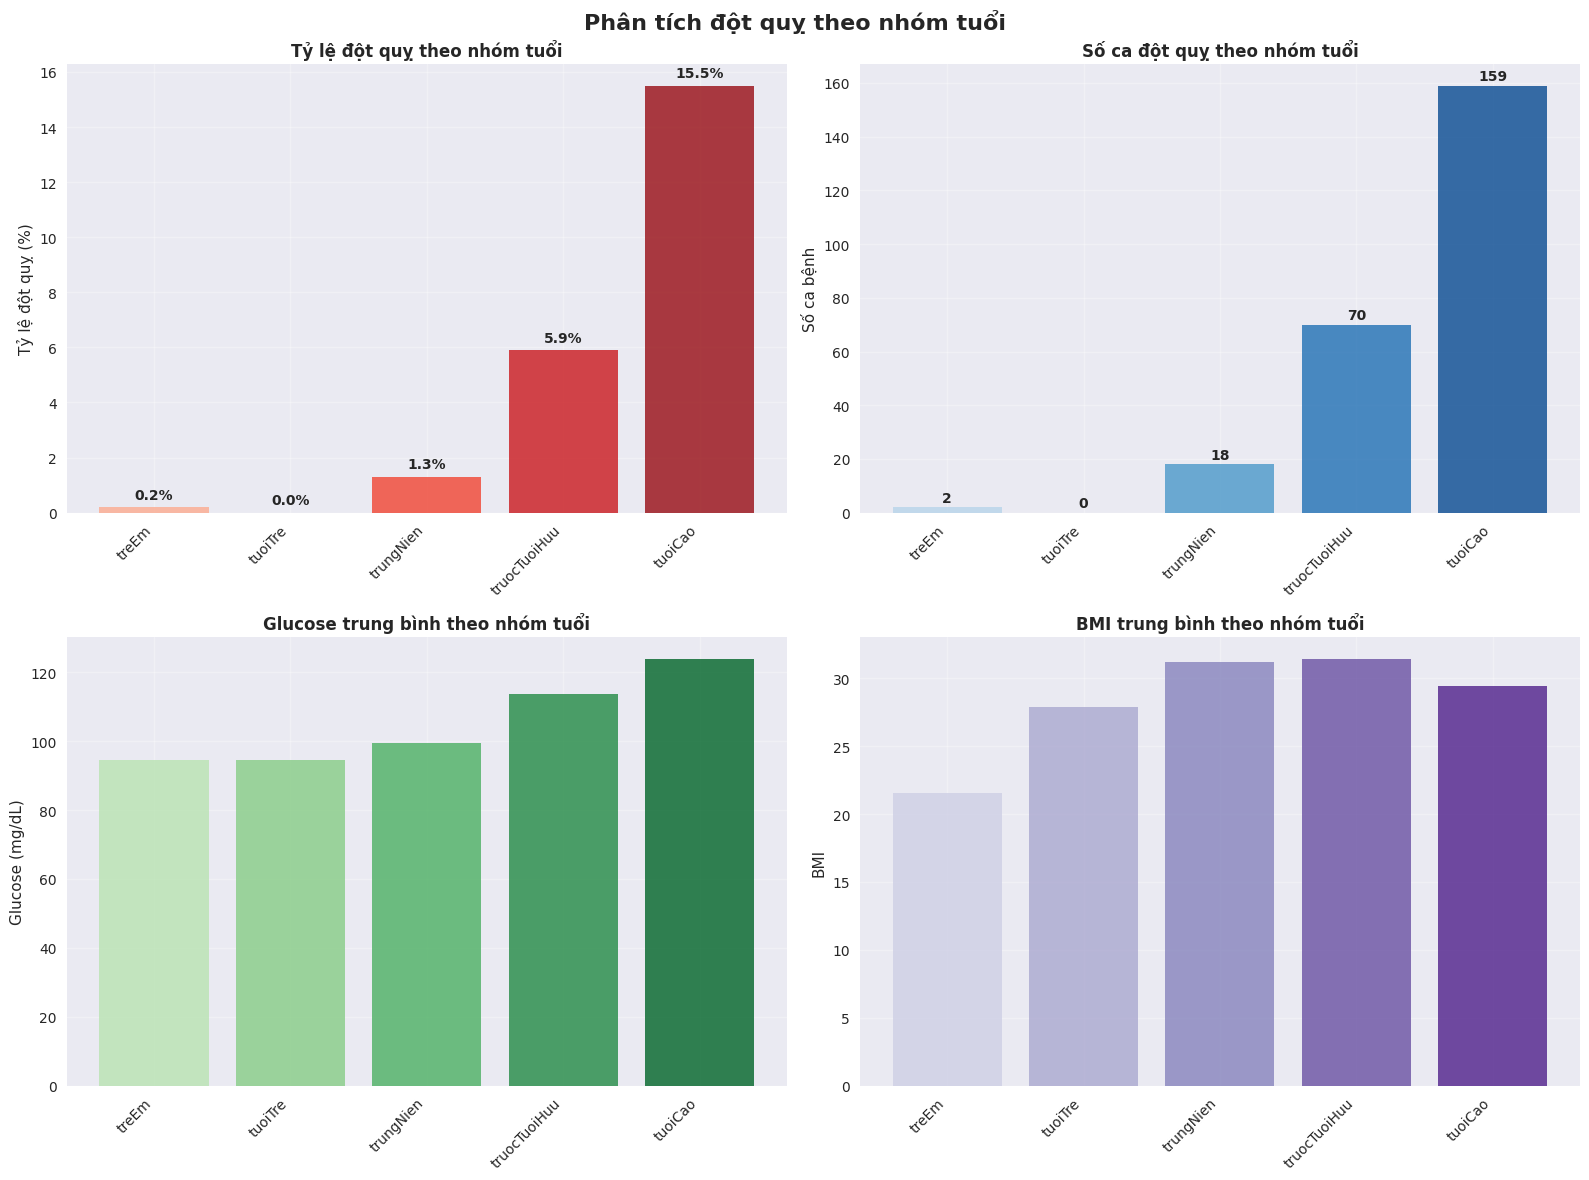 Phân tích đột quỵ theo nhóm tuổi
Tỷ lệ đột quỵ theo nhóm tuổi
Tỷ lệ đột quỵ (%)
16
14
12
10
8
6
4
2
0
0.2%
0.0%
1.3%
5.9%
15.5%
treEm
tuoiTre
trungNien
truocTuoiHuu
tuoiCao
Số ca đột quỵ theo nhóm tuổi
Số ca bệnh
160
140
120
100
80
60
40
20
0
2
0
18
70
159
treEm
tuoiTre
trungNien
truocTuoiHuu
tuoiCao
Glucose trung bình theo nhóm tuổi
Glucose (mg/dL)
120
100
80
60
40
20
0
treEm
tuoiTre
trungNien
truocTuoiHuu
tuoiCao
BMI trung bình theo nhóm tuổi
BMI
30
25
20
15
10
5
0
treEm
tuoiTre
trungNien
truocTuoiHuu
tuoiCao